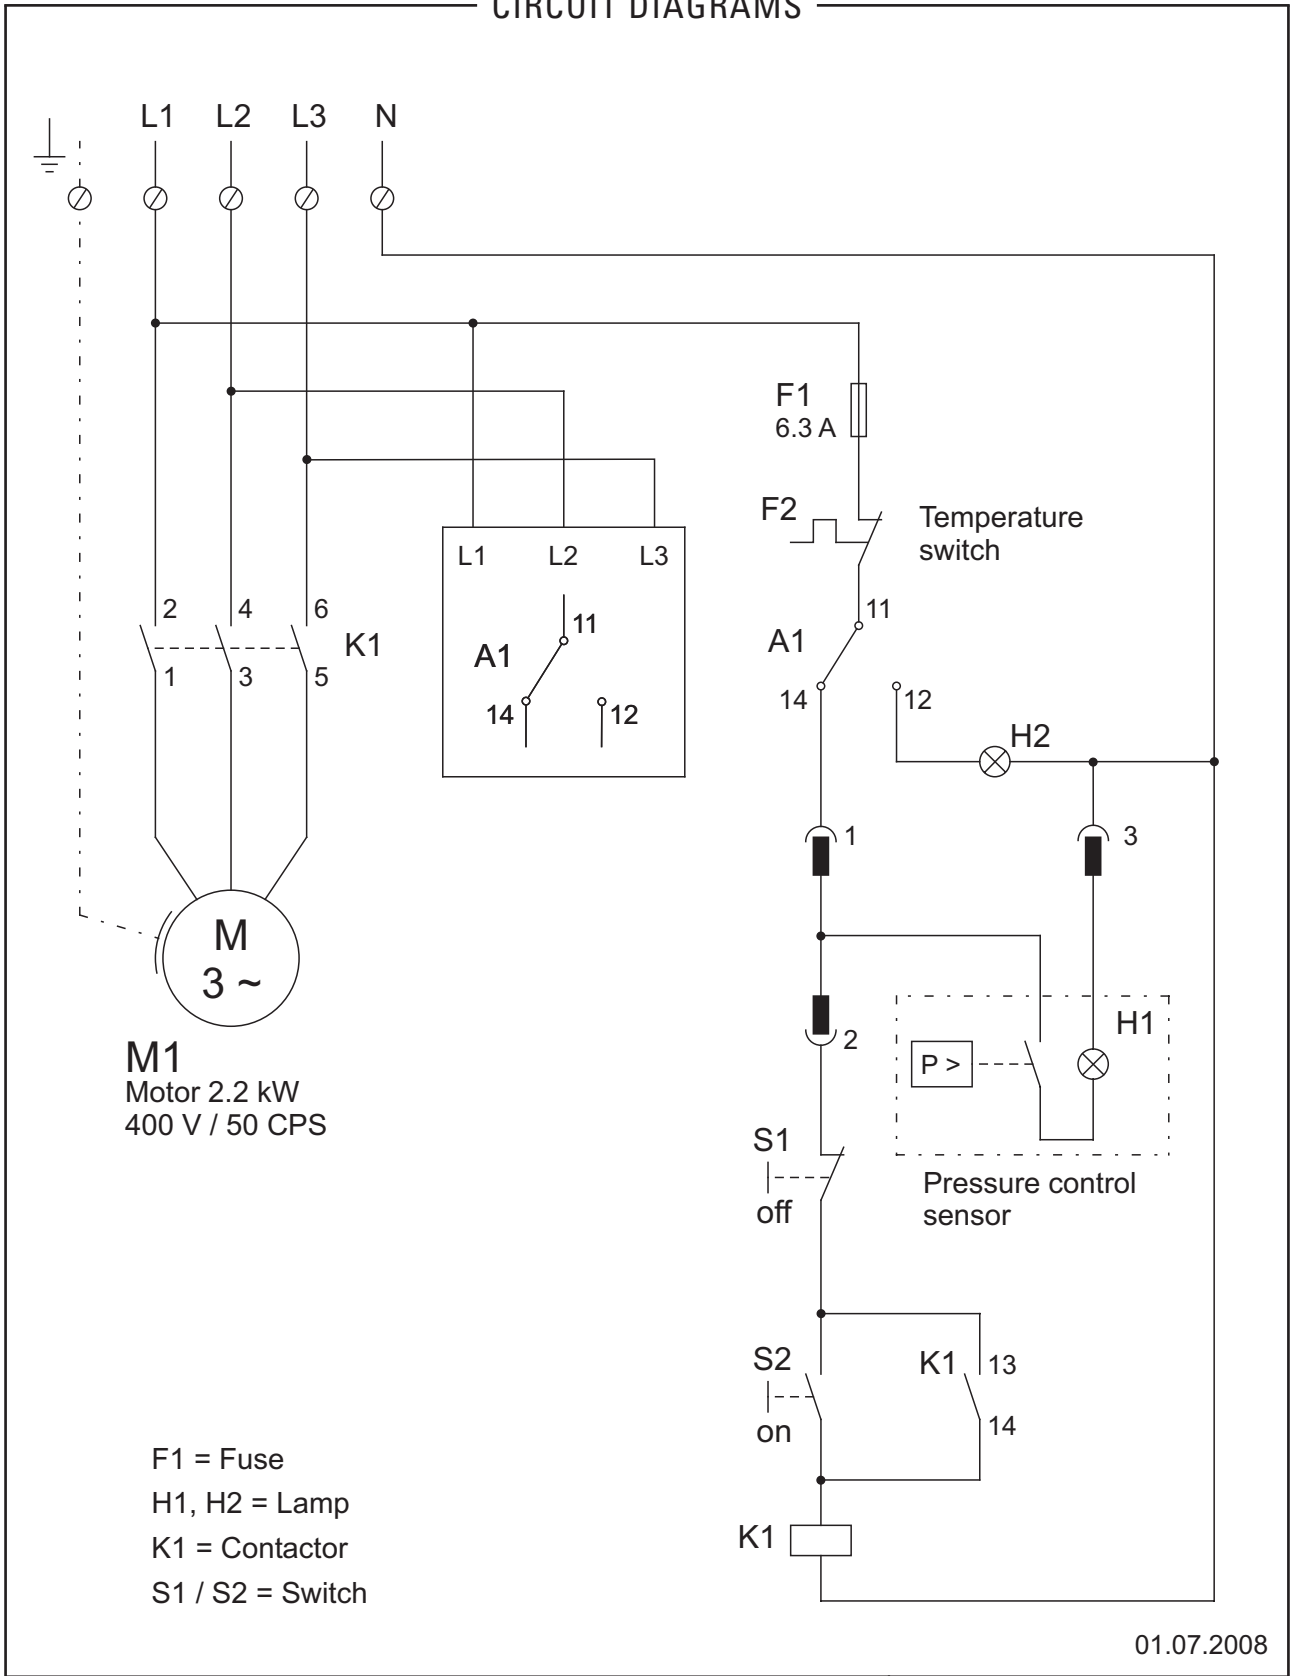 CIRCUIT DIAGRAMS
L1 L2 L3 N
F1
6.3 A
F2
Temperature
switch
L1 L2 L3
11
A1
14 12
2 4 6
K1
1 3 5
11
A1
14 12
H2
1 3
M
3 ~
M1
Motor 2.2 kW
400 V / 50 CPS
2
H1
P >
Pressure control
sensor
S1
off
S2
on
K1 13
14
K1
F1 = Fuse
H1, H2 = Lamp
K1 = Contactor
S1 / S2 = Switch
01.07.2008